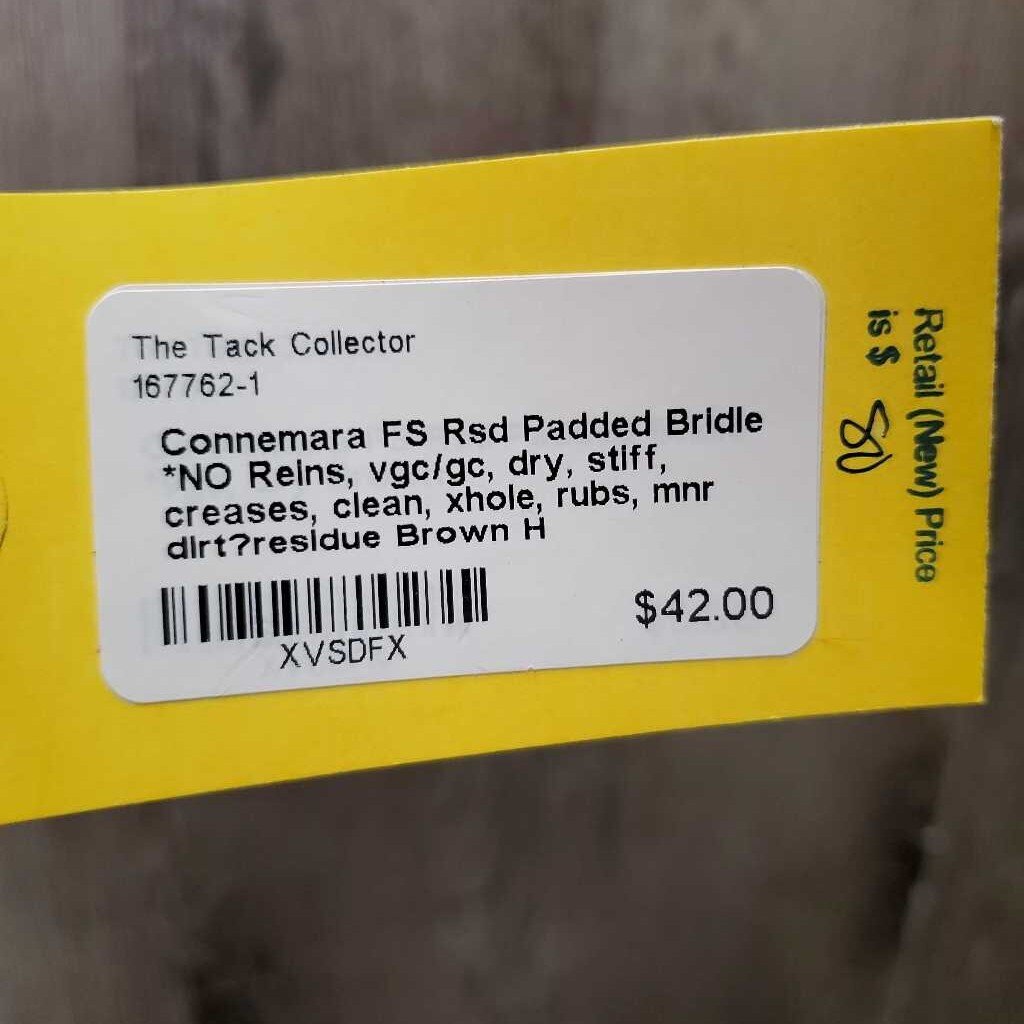 The Tack Collector
167762-1
Connemara FS Rsd Padded Bridle
*NO Reins, vgc/gc, dry, stiff,
creases, clean, xhole, rubs, mnr
dirt?residue Brown H
XVSDFX
$42.00
Retail (New) Price
is $ 80